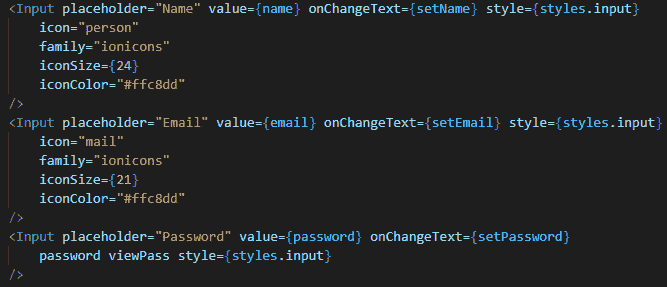 <Input placeholder="Name" value={name} onChangeText={setName} style={styles.input}
    icon="person"
    family="ionicons"
    iconSize={24}
    iconColor="#ffc8dd"
/>
<Input placeholder="Email" value={email} onChangeText={setEmail} style={styles.input}
    icon="mail"
    family="ionicons"
    iconSize={21}
    iconColor="#ffc8dd"
/>
<Input placeholder="Password" value={password} onChangeText={setPassword}
    password viewPass style={styles.input}
/>